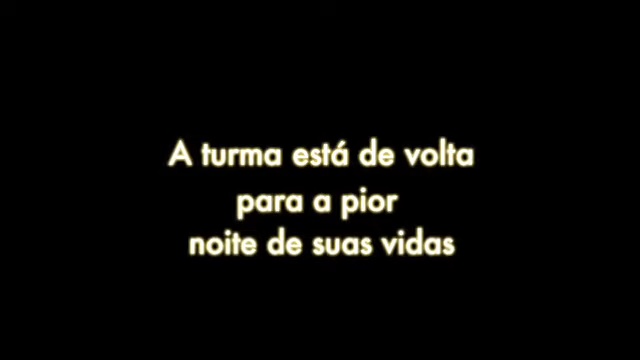 A turma está de volta
para a pior
noite de suas vidas